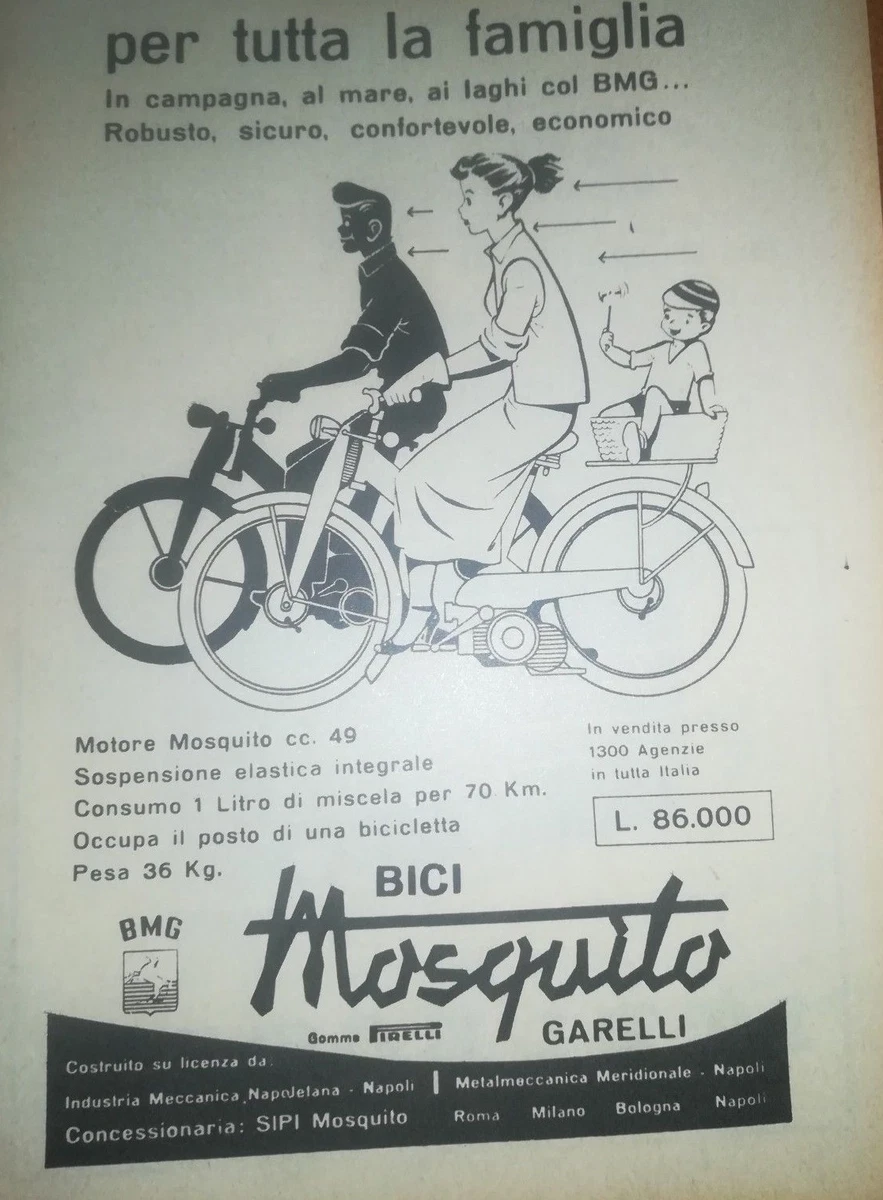 per tutta la famiglia
In campagna, al mare, ai laghi col BMG...
Robusto, sicuro, confortevole, economico
Motore Mosquito cc. 49
Sospensione elastica integrale
Consumo 1 Litro di miscela per 70 Km.
Occupa il posto di una bicicletta
Pesa 36 Kg.
In vendita presso
1300 Agenzie
in tutta Italia
L. 86.000
BICI
Mosquito
GARELLI
BMG
Gomme PIRELLI
Costruito su licenza da:
Industria Meccanica Napoletana - Napoli | Metalmeccanica Meridionale - Napoli
Concessionaria: SIPI Mosquito Roma Milano Bologna Napoli